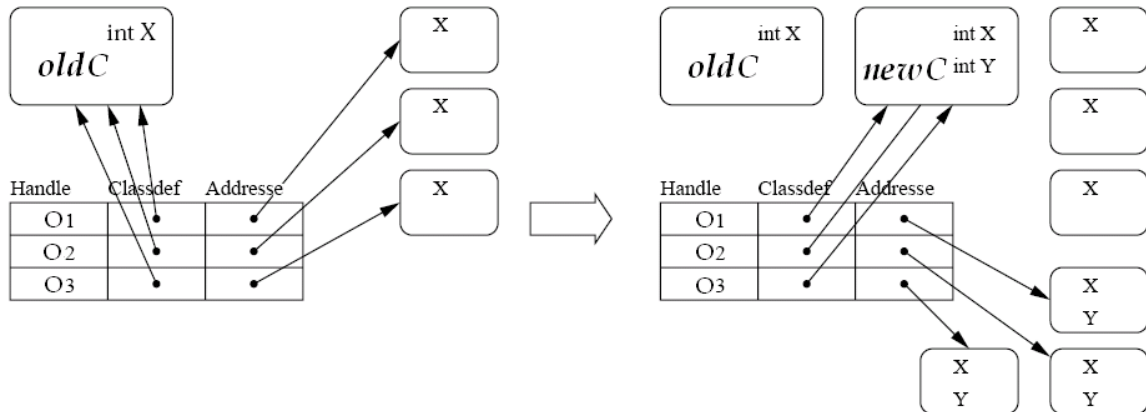 int X
oldC
X
X
X
Handle Classdef Addresse
O1
O2
O3
int X
oldC
int X
newC int Y
X
X
X
Handle Classdef Addresse
O1
O2
O3
X
Y
X
Y
X
Y